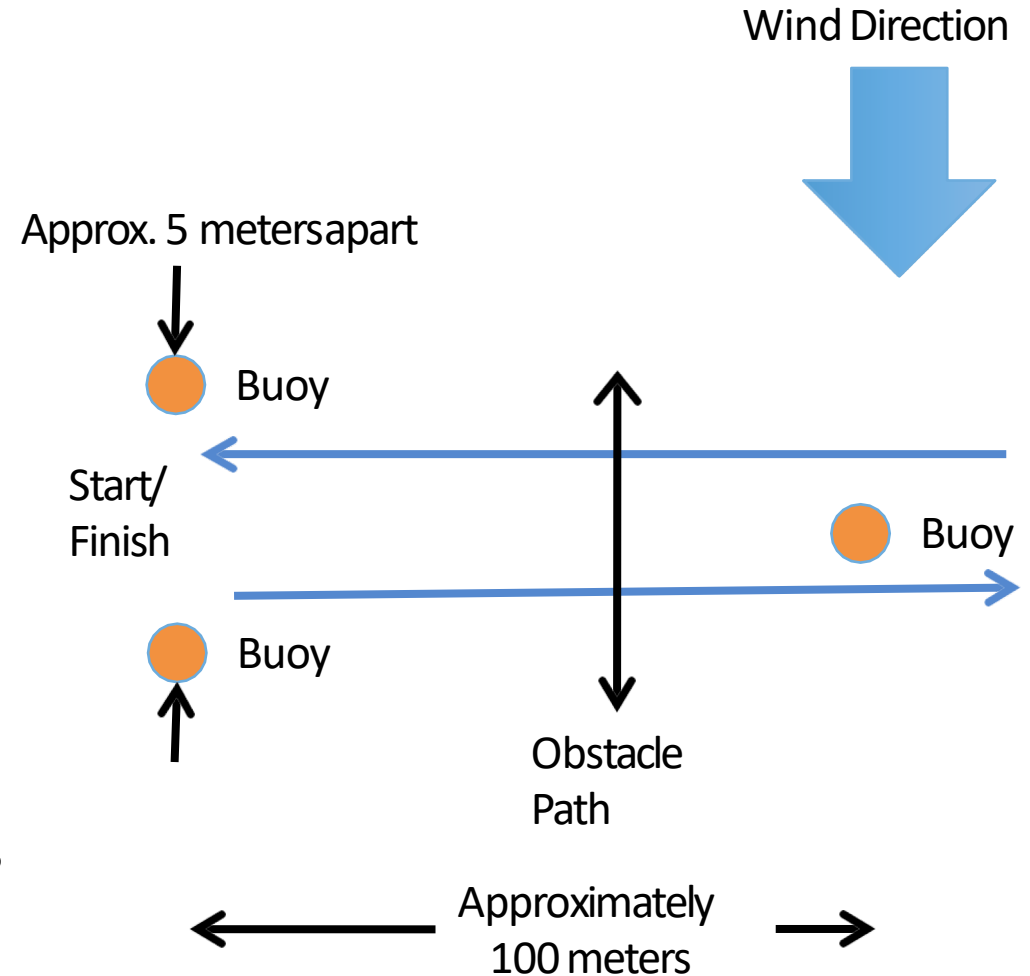 Wind Direction
Approx. 5 metersapart
Buoy
Start/
Finish
Buoy
Buoy
Obstacle
Path
Approximately
100 meters